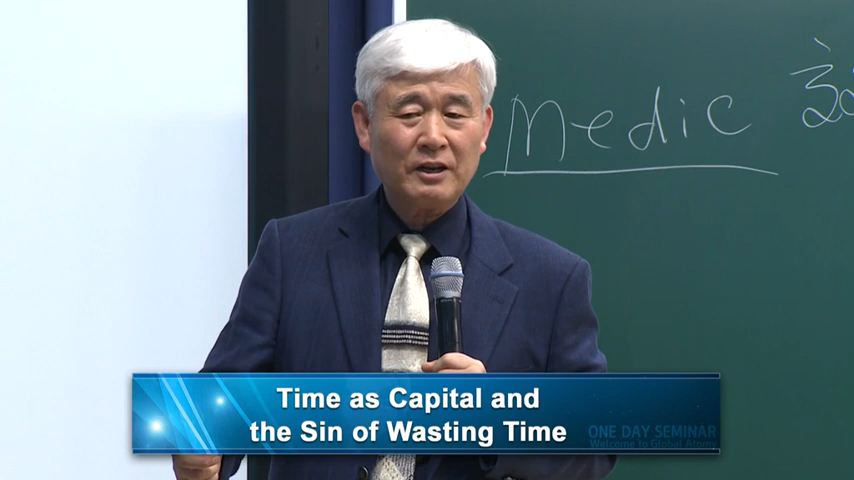 Medic
Time as Capital and
the Sin of Wasting Time
ONE DAY SEMINAR
Welcome to Global Atomy